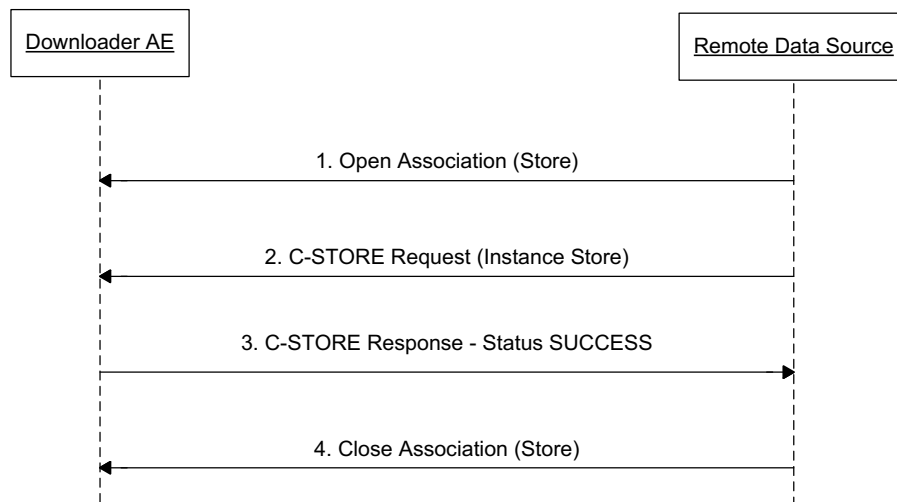 Downloader AE
Remote Data Source
1. Open Association (Store)
2. C-STORE Request (Instance Store)
3. C-STORE Response - Status SUCCESS
4. Close Association (Store)